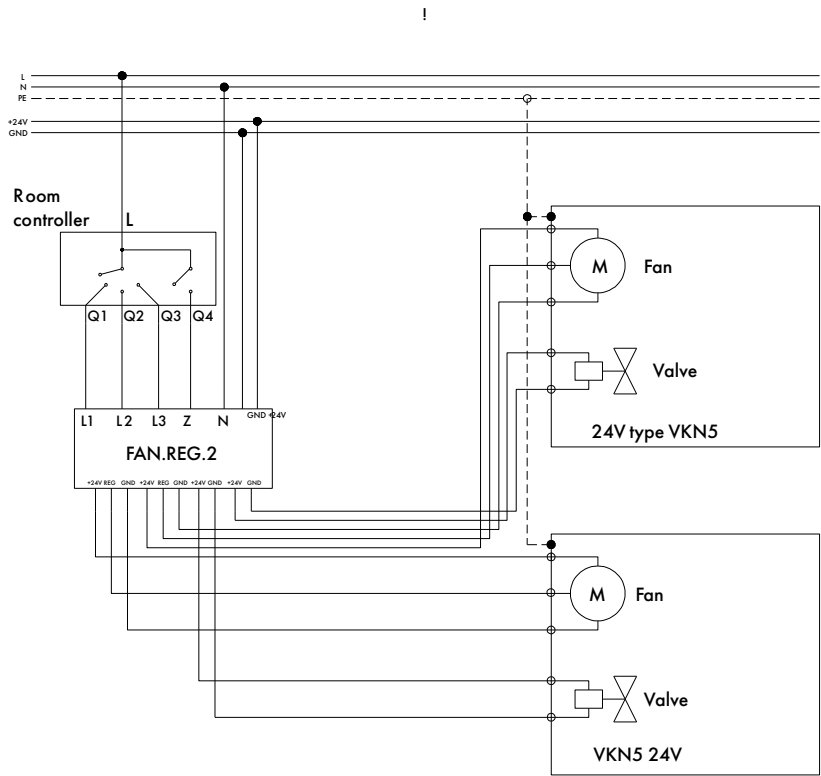 !
L
N
PE
+24V
GND
Room
controller L
Q1 Q2 Q3 Q4
L1 L2 L3 Z N GND +24V
FAN.REG.2
+24V REG GND +24V REG GND +24V GND +24V GND
M Fan
Valve
24V type VKN5
M Fan
Valve
VKN5 24V